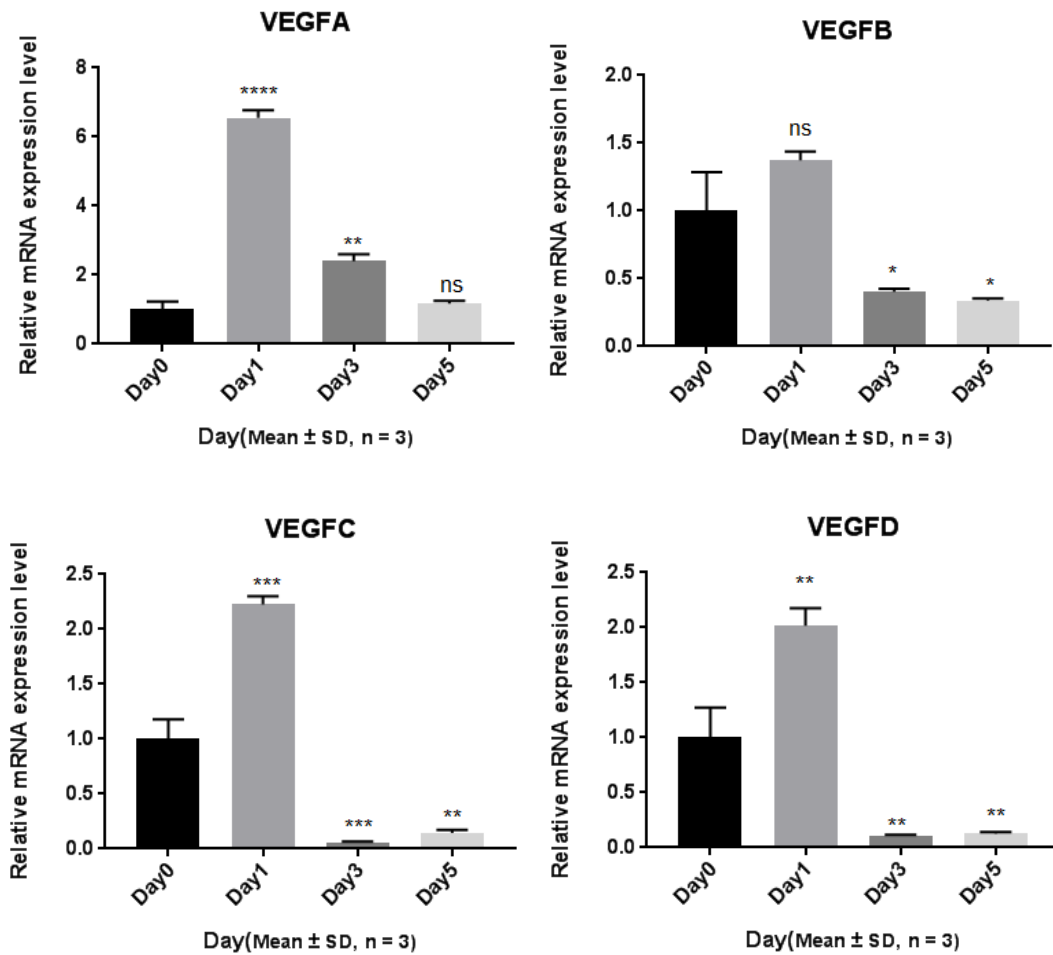 VEGFA
Relative mRNA expression level
8
6
4
2
0
****
**
ns
Day0
Day1
Day3
Day5
Day(Mean ± SD, n = 3)
VEGFB
Relative mRNA expression level
2.0
1.5
1.0
0.5
0.0
ns
*
*
Day0
Day1
Day3
Day5
Day(Mean ± SD, n = 3)
VEGFC
Relative mRNA expression level
2.5
2.0
1.5
1.0
0.5
0.0
***
***
**
Day0
Day1
Day3
Day5
Day(Mean ± SD, n = 3)
VEGFD
Relative mRNA expression level
2.5
2.0
1.5
1.0
0.5
0.0
**
**
**
Day0
Day1
Day3
Day5
Day(Mean ± SD, n = 3)